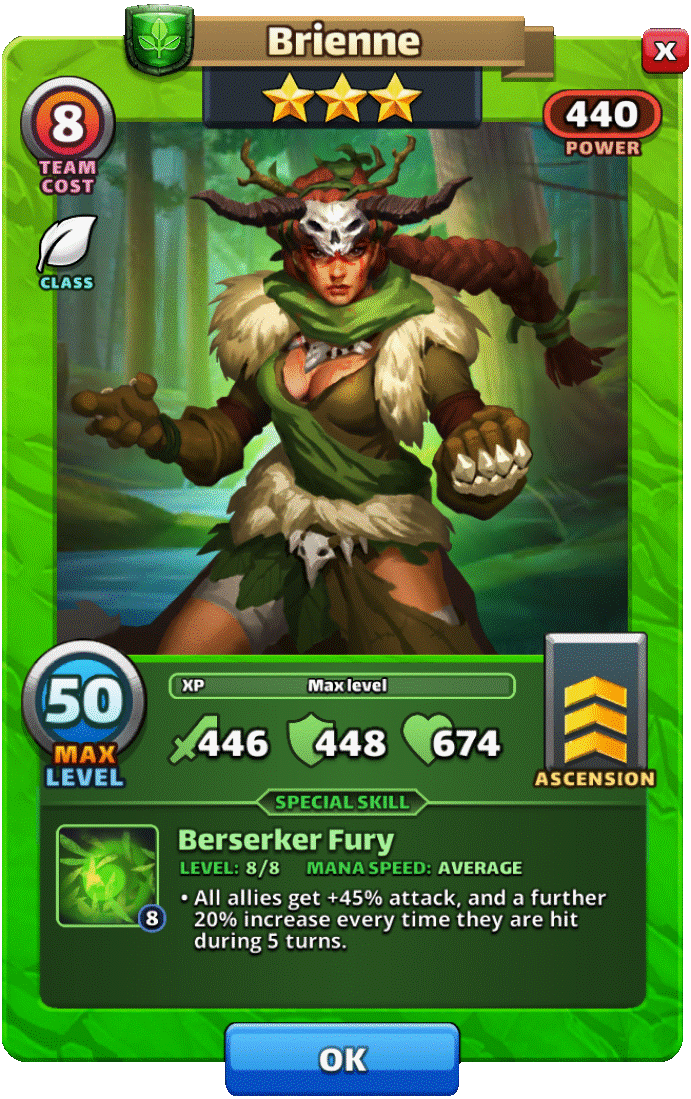 Brienne
X
8
TEAM
COST
440
POWER
CLASS
50
MAX
LEVEL
XP Max level
446 448 674
ASCENSION
SPECIAL SKILL
Berserker Fury
LEVEL: 8/8 MANA SPEED: AVERAGE
8
• All allies get +45% attack, and a further
20% increase every time they are hit
during 5 turns.
OK